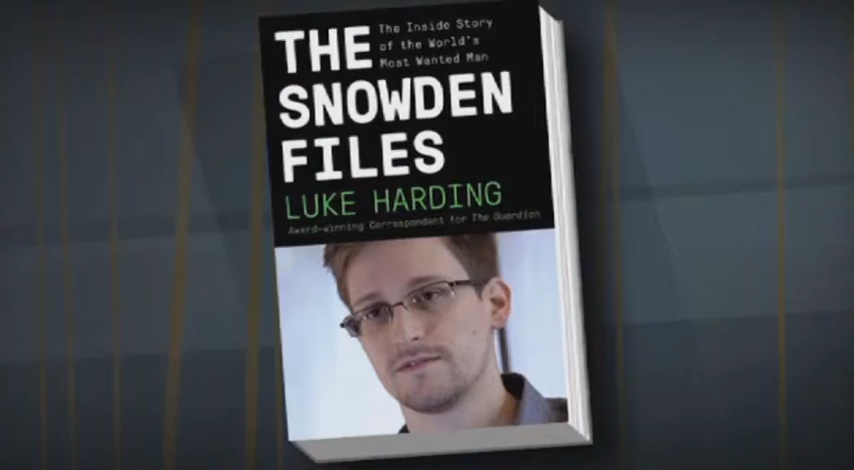 THE
The Inside Story
of the World's
Most Wanted Man
SNOWDEN
FILES
LUKE HARDING
Award-winning Correspondent for The Guardian